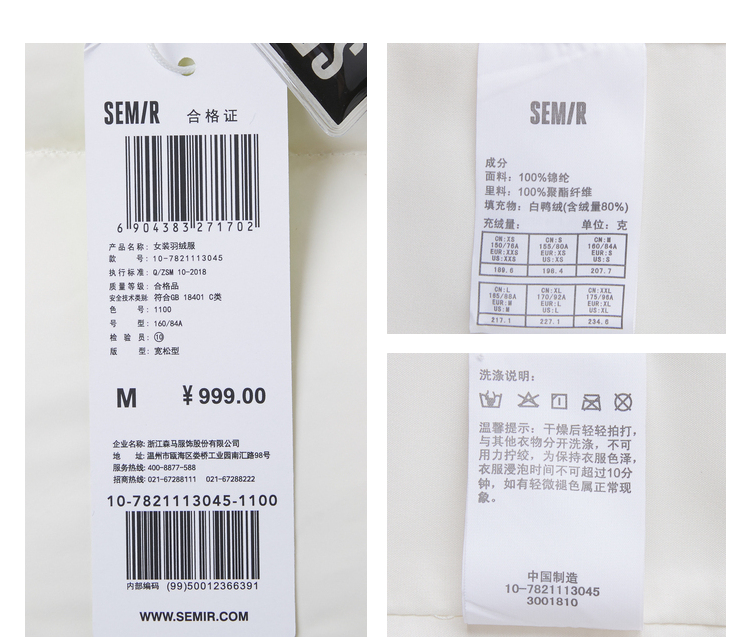 SEM/R 合格证
6 904383 271702
产品名称: 女装羽绒服
款 号: 10-7821113045
执行标准: Q/ZSM 10-2018
质量等级: 合格品
安全技术类别: 符合GB 18401 C类
色 号: 1100
号 型: 160/84A
检 验 员: ⑩
版 型: 宽松型
M ¥999.00
企业名称: 浙江森马服饰股份有限公司
地 址: 温州市瓯海区娄桥工业园南汇路98号
服务热线: 400-8877-588
招商热线: 021-67288111 021-67288222
10-7821113045-1100
内部编码 (99)50012366391
WWW.SEMIR.COM
SEM/R
成分
面料: 100%锦纶
里料: 100%聚酯纤维
填充物: 白鸭绒(含绒量80%)
充绒量: 单位: 克
CN:XS CN:S CN:M
150/76A 155/80A 160/84A
EUR:XXS EUR:XS EUR:S
US:XXS US:XS US:S
189.6 198.4 207.7
CN:L CN:XL CN:XXL
165/88A 170/92A 175/96A
EUR:M EUR:L EUR:XL
US:M US:L US:XL
217.1 227.1 234.6
洗涤说明:
温馨提示: 干燥后轻轻拍打,
与其他衣物分开洗涤, 不可
用力拧绞, 为保持衣服色泽,
衣服浸泡时间不可超过10分
钟, 如有轻微褪色属正常现
象。
中国制造
10-7821113045
3001810